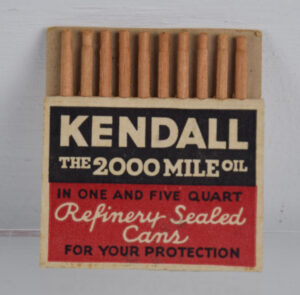 KENDALL
THE 2000 MILE OIL
IN ONE AND FIVE QUART
Refinery Sealed
Cans
FOR YOUR PROTECTION